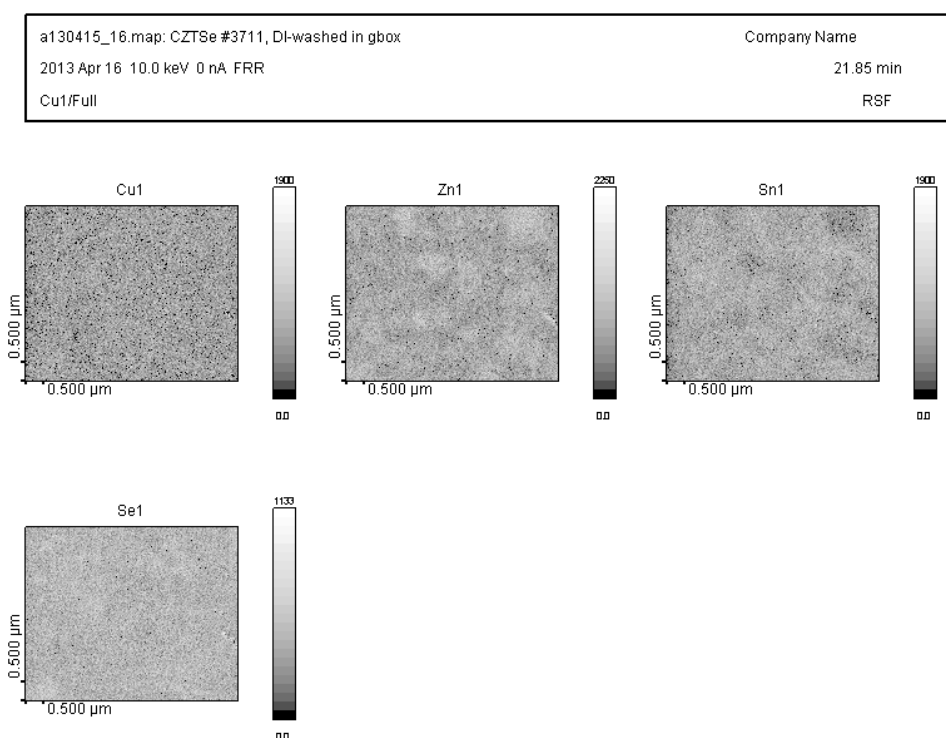 a130415_16.map: CZTSe #3711, DI-washed in gbox Company Name
2013 Apr 16 10.0 keV 0 nA FRR 21.85 min
Cu1/Full RSF
Cu1 1900 Zn1 2250 Sn1 1900
0.500 µm 0.500 µm 0.500 µm
0.500 µm 0.500 µm 0.500 µm
0.0 0.0 0.0
Se1 1133
0.500 µm
0.500 µm
0.0